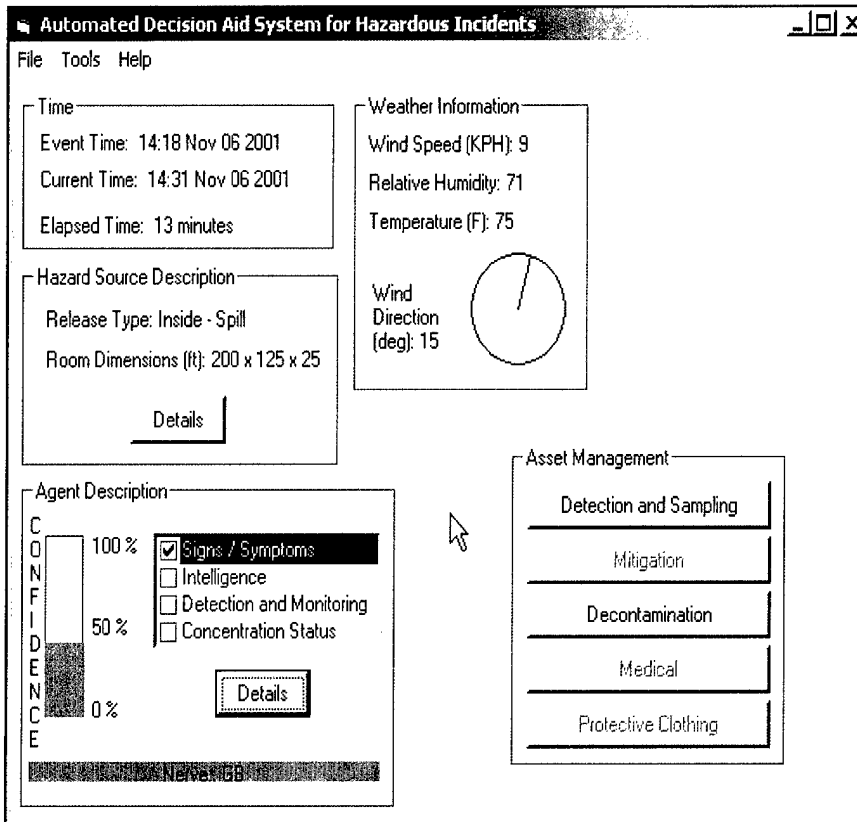 Automated Decision Aid System for Hazardous Incidents
File Tools Help
Time
Event Time: 14:18 Nov 06 2001
Current Time: 14:31 Nov 06 2001
Elapsed Time: 13 minutes
Weather Information
Wind Speed (KPH): 9
Relative Humidity: 71
Temperature (F): 75
Wind
Direction
(deg): 15
Hazard Source Description
Release Type: Inside - Spill
Room Dimensions (ft): 200 x 125 x 25
Details
Agent Description
CONFIDENCE
100 %
50 %
0 %
Signs / Symptoms
Intelligence
Detection and Monitoring
Concentration Status
Details
Nerve: GB
Asset Management
Detection and Sampling
Mitigation
Decontamination
Medical
Protective Clothing